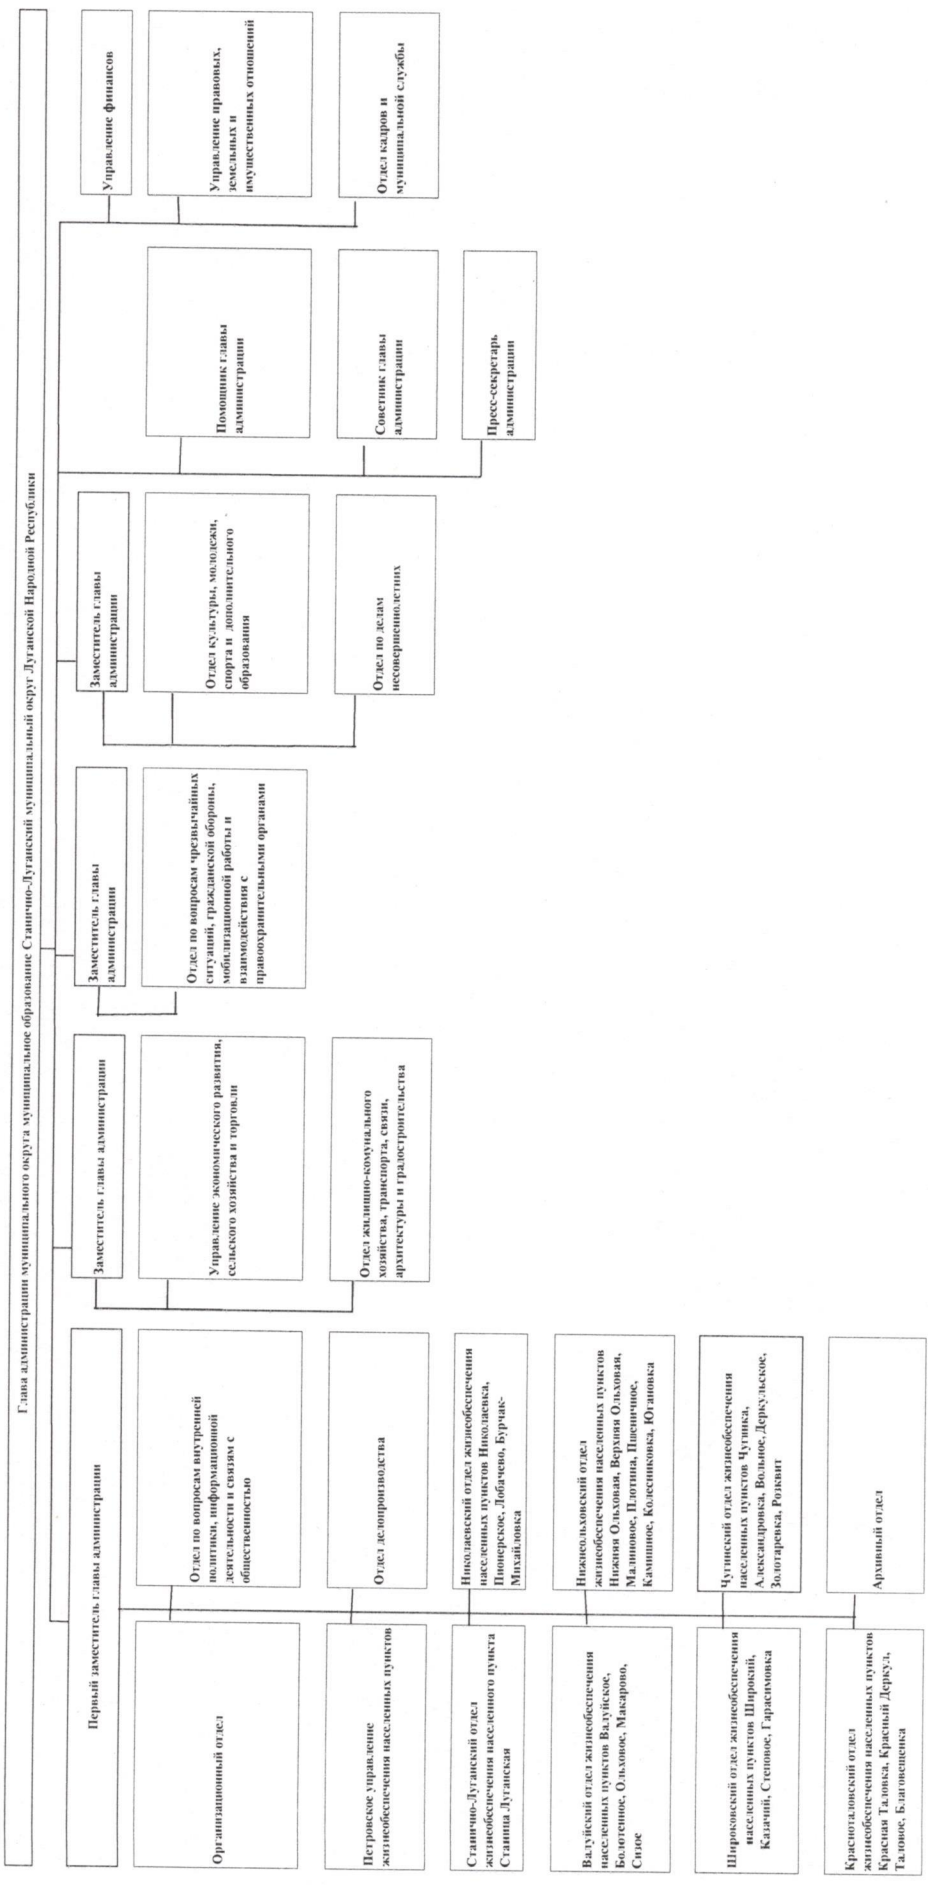 Глава администрации муниципального округа муниципальное образование Станично-Луганский муниципальный округ Луганской Народной Республики
Первый заместитель главы администрации
Организационный отдел
Отдел по вопросам внутренней
политики, информационной
деятельности и связям с
общественностью
Петровское управление
жизнеобеспечения населенных пунктов
Отдел делопроизводства
Станично-Луганский отдел
жизнеобеспечения населенного пункта
Станица Луганская
Николаевский отдел жизнеобеспечения
населенных пунктов Николаевка,
Пионерское, Лобачево, Бурчак-
Михайловка
Валуйский отдел жизнеобеспечения
населенных пунктов Валуйское,
Болотенное, Ольховое, Макарово,
Сизое
Нижнеольховский отдел
жизнеобеспечения населенных пунктов
Нижняя Ольховая, Верхняя Ольховая,
Малиновое, Плотина, Пшеничное,
Камышное, Колесниковка, Югановка
Широковский отдел жизнеобеспечения
населенных пунктов Широкий,
Казачий, Степовое, Гарасимовка
Чугинский отдел жизнеобеспечения
населенных пунктов Чугинка,
Александровка, Вольное, Деркульское,
Золотаревка, Розквит
Красноталовский отдел
жизнеобеспечения населенных пунктов
Красная Таловка, Красный Деркул,
Таловое, Благовещенка
Архивный отдел
Заместитель главы администрации
Управление экономического развития,
сельского хозяйства и торговли
Отдел жилищно-комунального
хозяйства, транспорта, связи,
архитектуры и градостроительства
Заместитель главы
администрации
Отдел по вопросам чрезвычайных
ситуаций, гражданской обороны,
мобилизационной работы и
взаимодействия с
правоохранительными органами
Заместитель главы
администрации
Отдел культуры, молодежи,
спорта и дополнительного
образования
Отдел по делам
несовершеннолетних
Помощник главы
администрации
Советник главы
администрации
Пресс-секретарь
администрации
Управление финансов
Управление правовых,
земельных и
имущественных отношений
Отдел кадров и
муниципальной службы